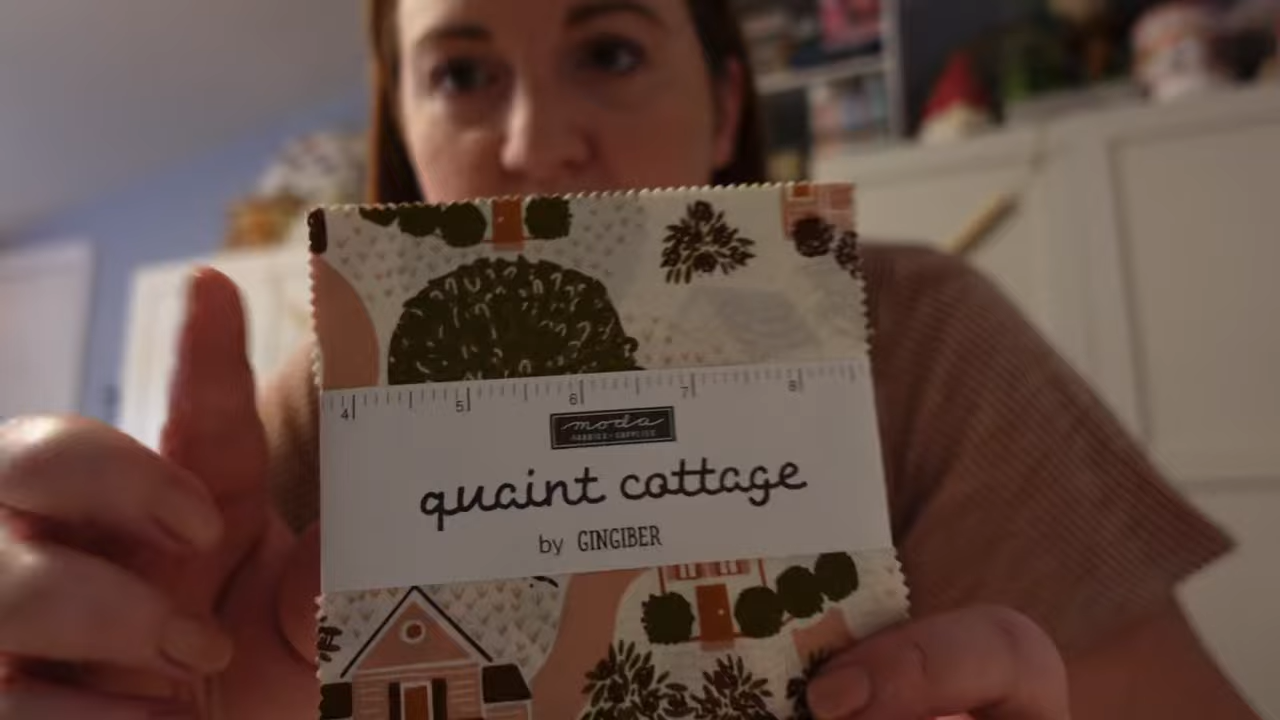 4 5 6 7 8
moda
FABRICS + SUPPLIES
quaint cottage
by GINGIBER